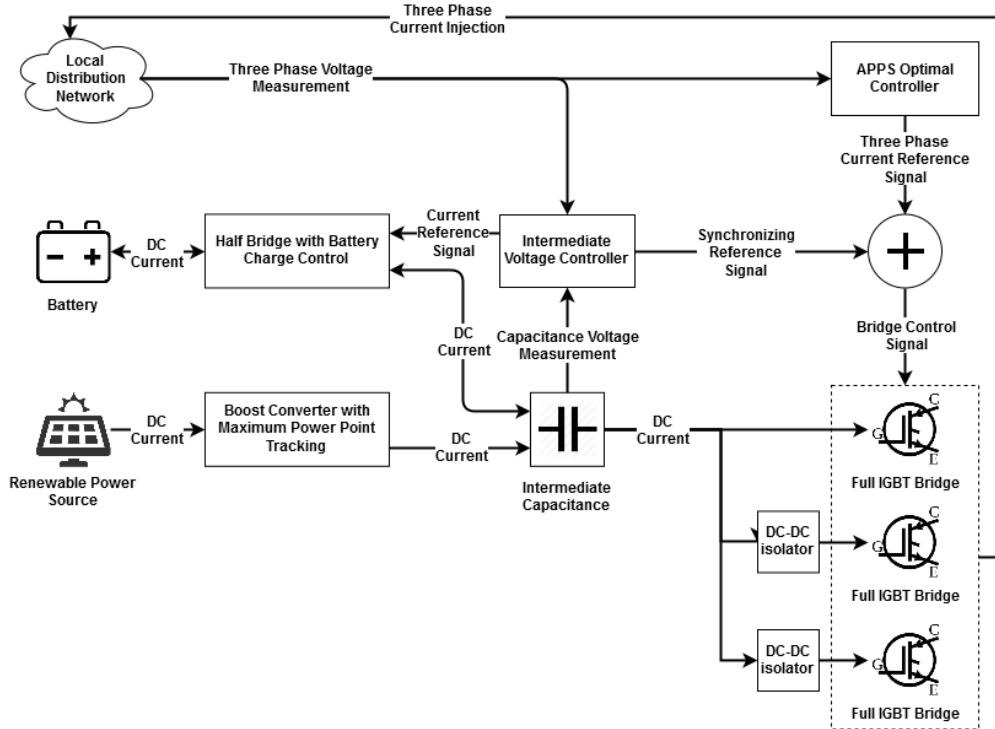 Three Phase
Current Injection
Local
Distribution
Network
Three Phase Voltage
Measurement
APPS Optimal
Controller
Three Phase
Current Reference
Signal
DC
Current
Battery
Half Bridge with Battery
Charge Control
Current
Reference
Signal
Intermediate
Voltage Controller
Synchronizing
Reference
Signal
DC
Current
Capacitance Voltage
Measurement
Bridge Control
Signal
DC
Current
Renewable Power
Source
Boost Converter with
Maximum Power Point
Tracking
DC
Current
Intermediate
Capacitance
DC
Current
C
G
E
Full IGBT Bridge
DC-DC
isolator
C
G
E
Full IGBT Bridge
DC-DC
isolator
C
G
E
Full IGBT Bridge